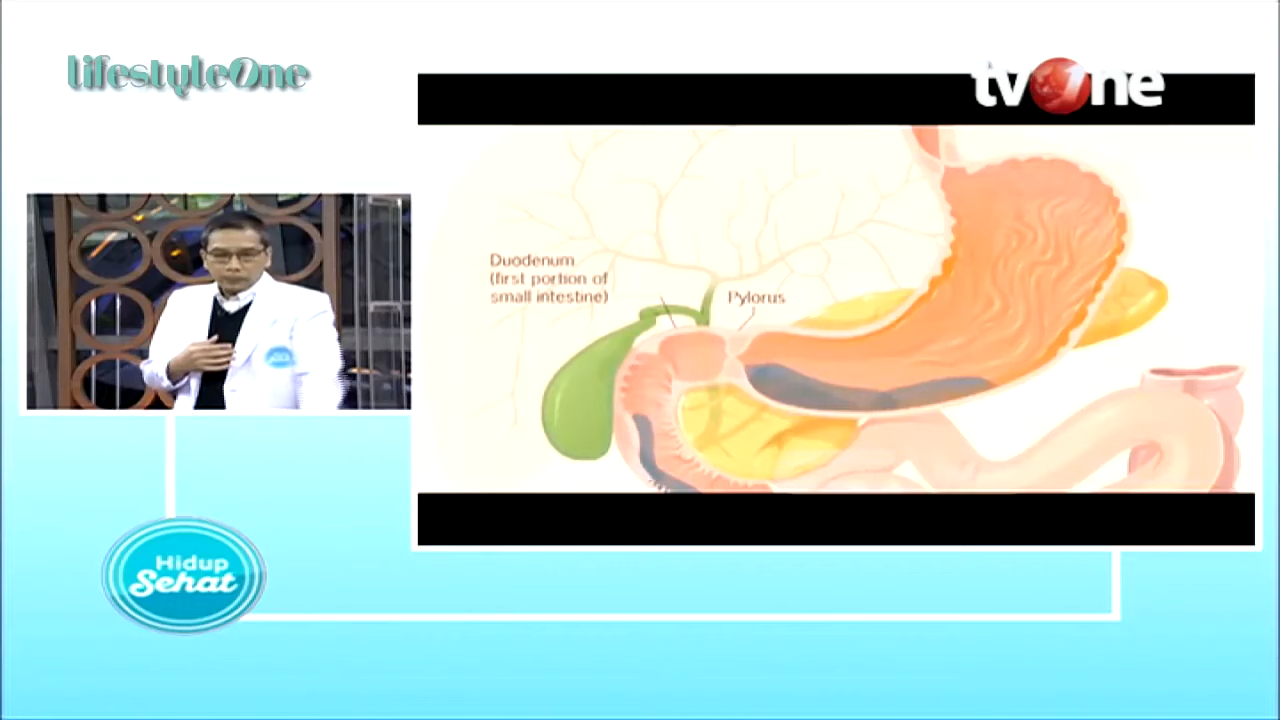 lifestyleOne
tvOne
Duodenum
(first portion of
small intestine)
Pylorus
Hidup
Sehat